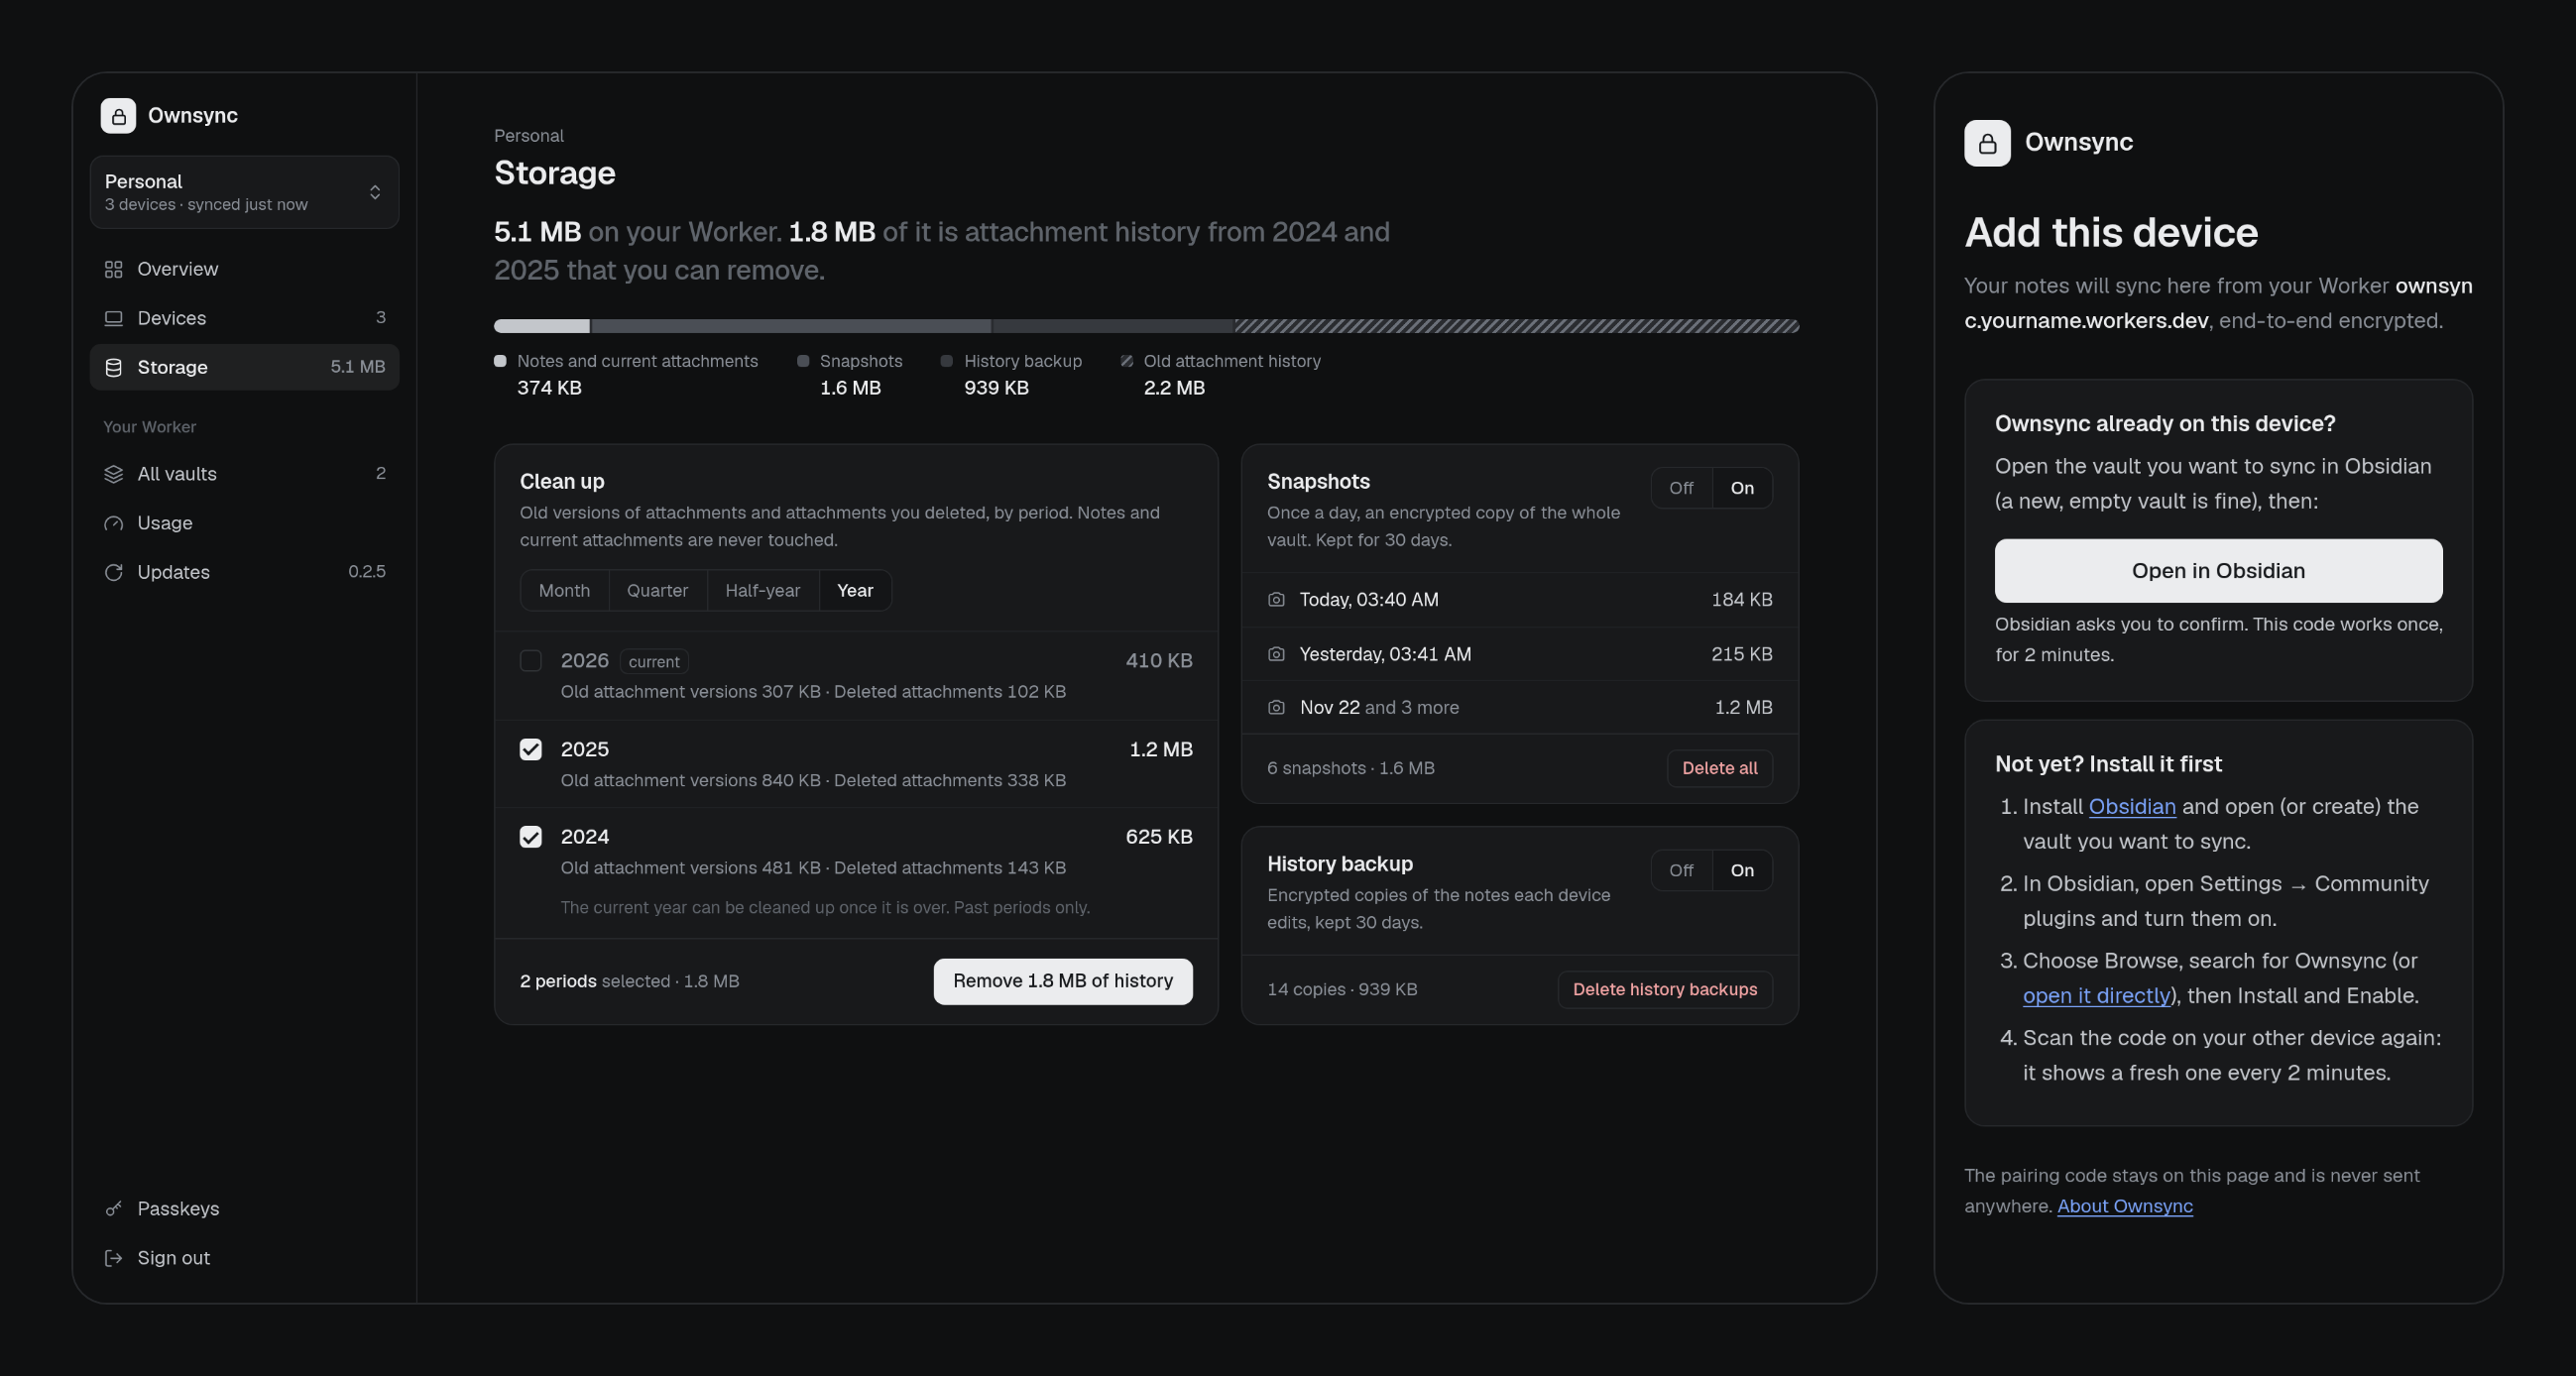 Ownsync
Personal
3 devices · synced just now
Overview
Devices 3
Storage 5.1 MB
Your Worker
All vaults 2
Usage
Updates 0.2.5
Passkeys
Sign out
Personal
Storage
5.1 MB on your Worker. 1.8 MB of it is attachment history from 2024 and
2025 that you can remove.
Notes and current attachments
374 KB
Snapshots
1.6 MB
History backup
939 KB
Old attachment history
2.2 MB
Clean up
Old versions of attachments and attachments you deleted, by period. Notes and
current attachments are never touched.
Month Quarter Half-year Year
2026 current 410 KB
Old attachment versions 307 KB · Deleted attachments 102 KB
2025 1.2 MB
Old attachment versions 840 KB · Deleted attachments 338 KB
2024 625 KB
Old attachment versions 481 KB · Deleted attachments 143 KB
The current year can be cleaned up once it is over. Past periods only.
2 periods selected · 1.8 MB Remove 1.8 MB of history
Snapshots Off On
Once a day, an encrypted copy of the whole
vault. Kept for 30 days.
Today, 03:40 AM 184 KB
Yesterday, 03:41 AM 215 KB
Nov 22 and 3 more 1.2 MB
6 snapshots · 1.6 MB Delete all
History backup Off On
Encrypted copies of the notes each device
edits, kept 30 days.
14 copies · 939 KB Delete history backups
Ownsync
Add this device
Your notes will sync here from your Worker ownsyn
c.yourname.workers.dev, end-to-end encrypted.
Ownsync already on this device?
Open the vault you want to sync in Obsidian
(a new, empty vault is fine), then:
Open in Obsidian
Obsidian asks you to confirm. This code works once,
for 2 minutes.
Not yet? Install it first
1. Install Obsidian and open (or create) the
vault you want to sync.
2. In Obsidian, open Settings → Community
plugins and turn them on.
3. Choose Browse, search for Ownsync (or
open it directly), then Install and Enable.
4. Scan the code on your other device again:
it shows a fresh one every 2 minutes.
The pairing code stays on this page and is never sent
anywhere. About Ownsync